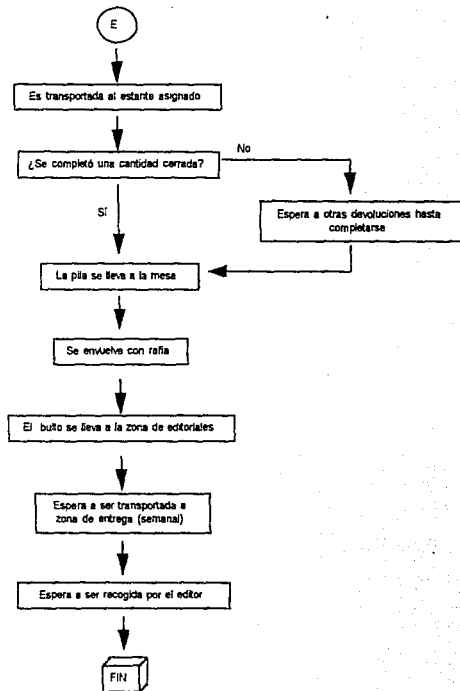 E
Es transportada al estante asignado
¿Se completó una cantidad cerrada?
No
Sí
Espera a otras devoluciones hasta
completarse
La pila se lleva a la mesa
Se envuelve con rafia
El bulto se lleva a la zona de editoriales
Espera a ser transportada a
zona de entrega (semanal)
Espera a ser recogida por el editor
FIN